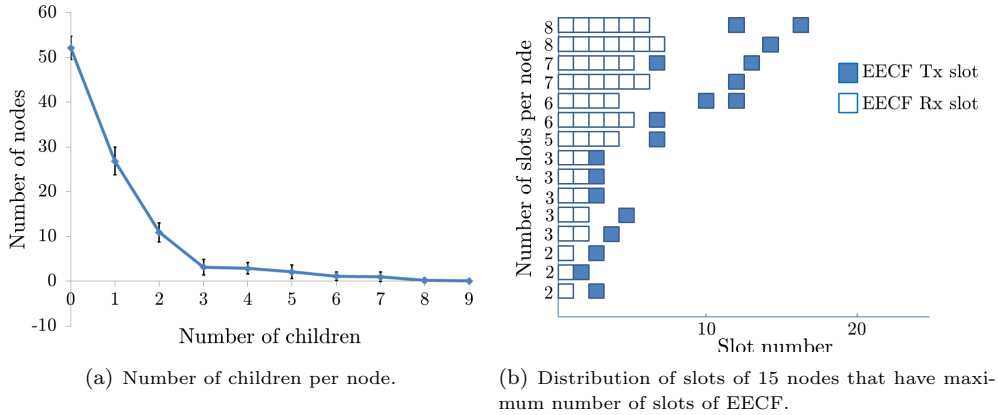 60
50
40
30
20
10
0
-10
Number of nodes
0 1 2 3 4 5 6 7 8 9
Number of children
(a) Number of children per node.
Number of slots per node
8
8
7
7
6
6
5
3
3
3
3
3
2
2
2
EECF Tx slot
EECF Rx slot
10 20
Slot number
(b) Distribution of slots of 15 nodes that have maxi-
mum number of slots of EECF.